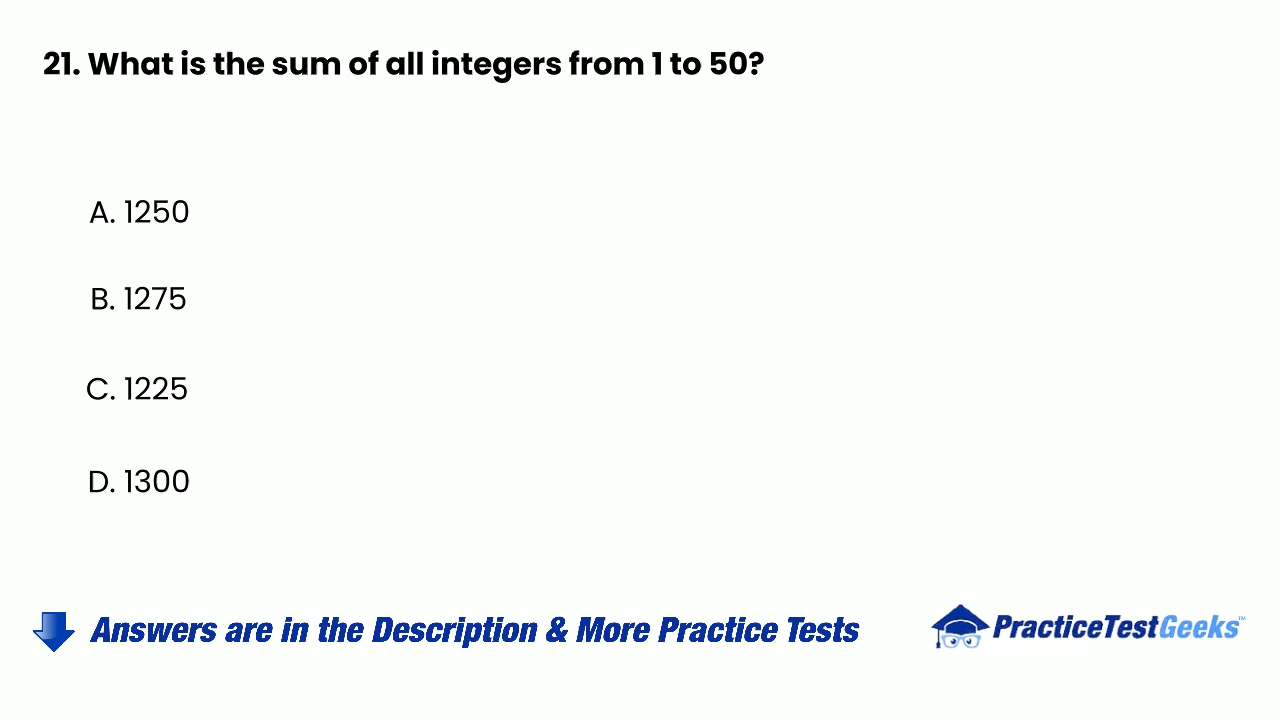 21. What is the sum of all integers from 1 to 50?
A. 1250
B. 1275
C. 1225
D. 1300
Answers are in the Description & More Practice Tests
PracticeTestGeeks™